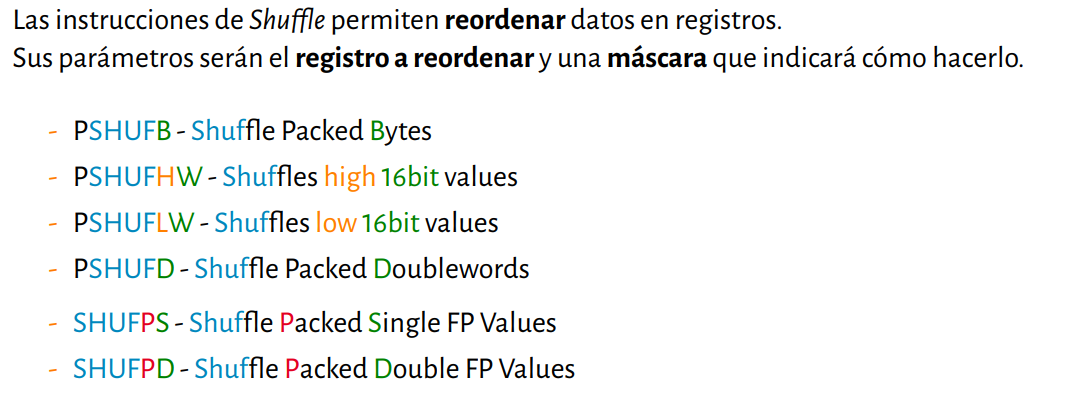 Las instrucciones de Shuffle permiten reordenar datos en registros.
Sus parámetros serán el registro a reordenar y una máscara que indicará cómo hacerlo.
- PSHUFB - Shuffle Packed Bytes
- PSHUFHW - Shuffles high 16bit values
- PSHUFLW - Shuffles low 16bit values
- PSHUFD - Shuffle Packed Doublewords
- SHUFPS - Shuffle Packed Single FP Values
- SHUFPD - Shuffle Packed Double FP Values